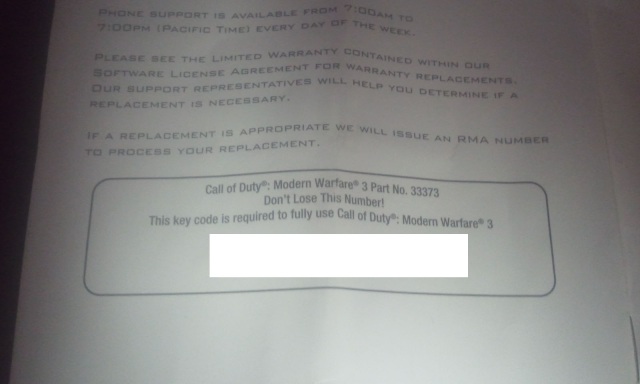 PHONE SUPPORT IS AVAILABLE FROM 7:00AM TO
7:00PM (PACIFIC TIME) EVERY DAY OF THE WEEK.
PLEASE SEE THE LIMITED WARRANTY CONTAINED WITHIN OUR
SOFTWARE LICENSE AGREEMENT FOR WARRANTY REPLACEMENTS.
OUR SUPPORT REPRESENTATIVES WILL HELP YOU DETERMINE IF A
REPLACEMENT IS NECESSARY.
IF A REPLACEMENT IS APPROPRIATE WE WILL ISSUE AN RMA NUMBER
TO PROCESS YOUR REPLACEMENT.
Call of Duty®: Modern Warfare® 3 Part No. 33373
Don't Lose This Number!
This key code is required to fully use Call of Duty®: Modern Warfare® 3